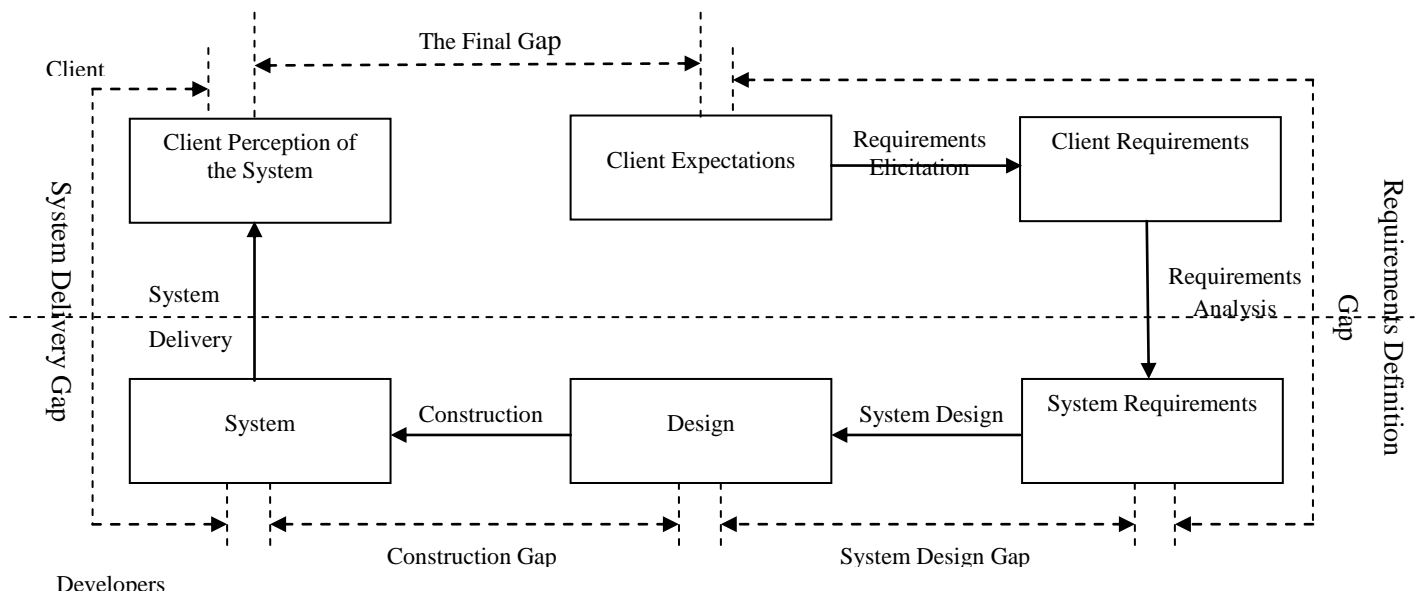 The Final Gap
Client
Client Perception of
the System
Client Expectations
Requirements
Elicitation
Client Requirements
System Delivery Gap
Requirements Definition
Gap
System
Delivery
Requirements
Analysis
System
Construction
Design
System Design
System Requirements
Construction Gap
System Design Gap
Developers